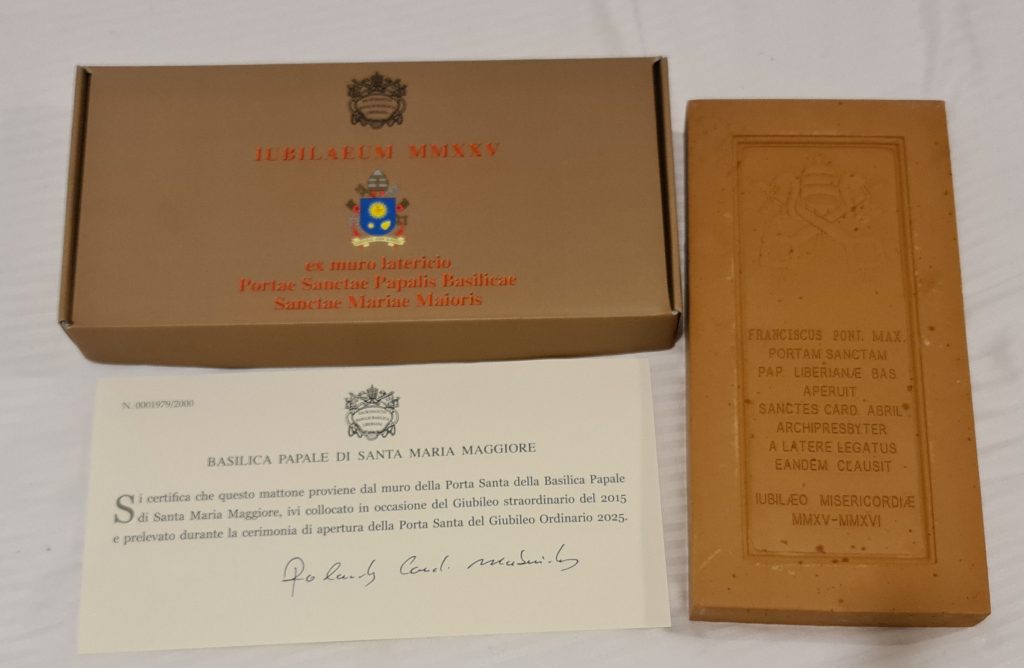 IUBILAEUM MMXXV
ex muro latericio
Portae Sanctae Papalis Basilicae
Sanctae Mariae Maioris
N. 0001979/2000
BASILICA PAPALE DI SANTA MARIA MAGGIORE
Si certifica che questo mattone proviene dal muro della Porta Santa della Basilica Papale
di Santa Maria Maggiore, ivi collocato in occasione del Giubileo straordinario del 2015
e prelevato durante la cerimonia di apertura della Porta Santa del Giubileo Ordinario 2025.
FRANCISCUS PONT. MAX.
PORTAM SANCTAM
PAP. LIBERIANÆ BAS.
APERUIT
SANCTES CARD. ABRIL
ARCHIPRESBYTER
A LATERE LEGATUS
EANDEM CLAUSIT
IUBILÆO MISERICORDIÆ
MMXV-MMXVI